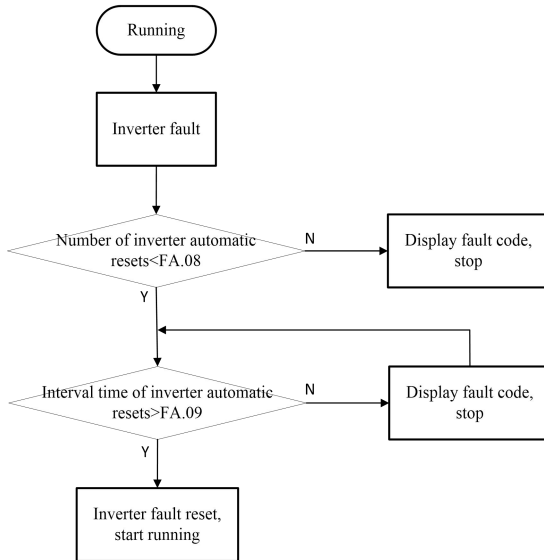 Running
Inverter fault
Number of inverter automatic
resets<FA.08
N
Display fault code,
stop
Y
Interval time of inverter automatic
resets>FA.09
N
Display fault code,
stop
Y
Inverter fault reset,
start running